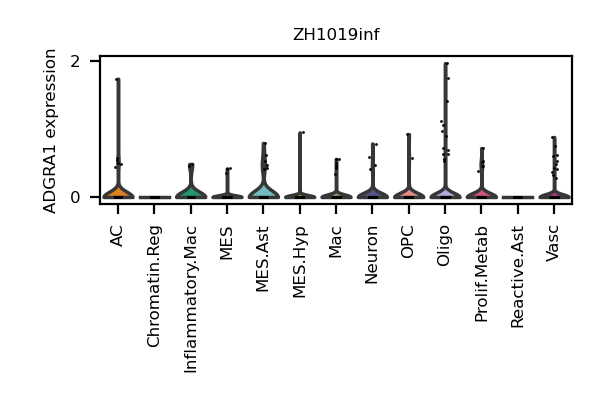 ZH1019inf
ADGRA1 expression
2
0
AC
Chromatin.Reg
Inflammatory.Mac
MES
MES.Ast
MES.Hyp
Mac
Neuron
OPC
Oligo
Prolif.Metab
Reactive.Ast
Vasc